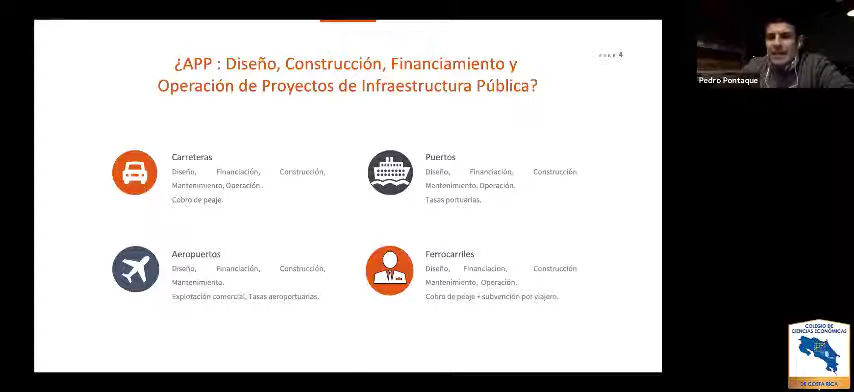 ¿APP : Diseño, Construcción, Financiamiento y
Operación de Proyectos de Infraestructura Pública?
4
Carreteras
Diseño, Financiación, Construcción,
Mantenimiento, Operación.
Cobro de peaje.
Puertos
Diseño, Financiación, Construcción,
Mantenimiento, Operación.
Tasas portuarias.
Aeropuertos
Diseño, Financiación, Construcción,
Mantenimiento.
Explotación comercial, Tasas aeroportuarias.
Ferrocarriles
Diseño, Financiacion, Construcción
Mantenimiento, Operación.
Cobro de peaje + subvención por viajero.
Pedro Pontaque
COLEGIO DE
CIENCIAS ECONÓMICAS
DE COSTA RICA